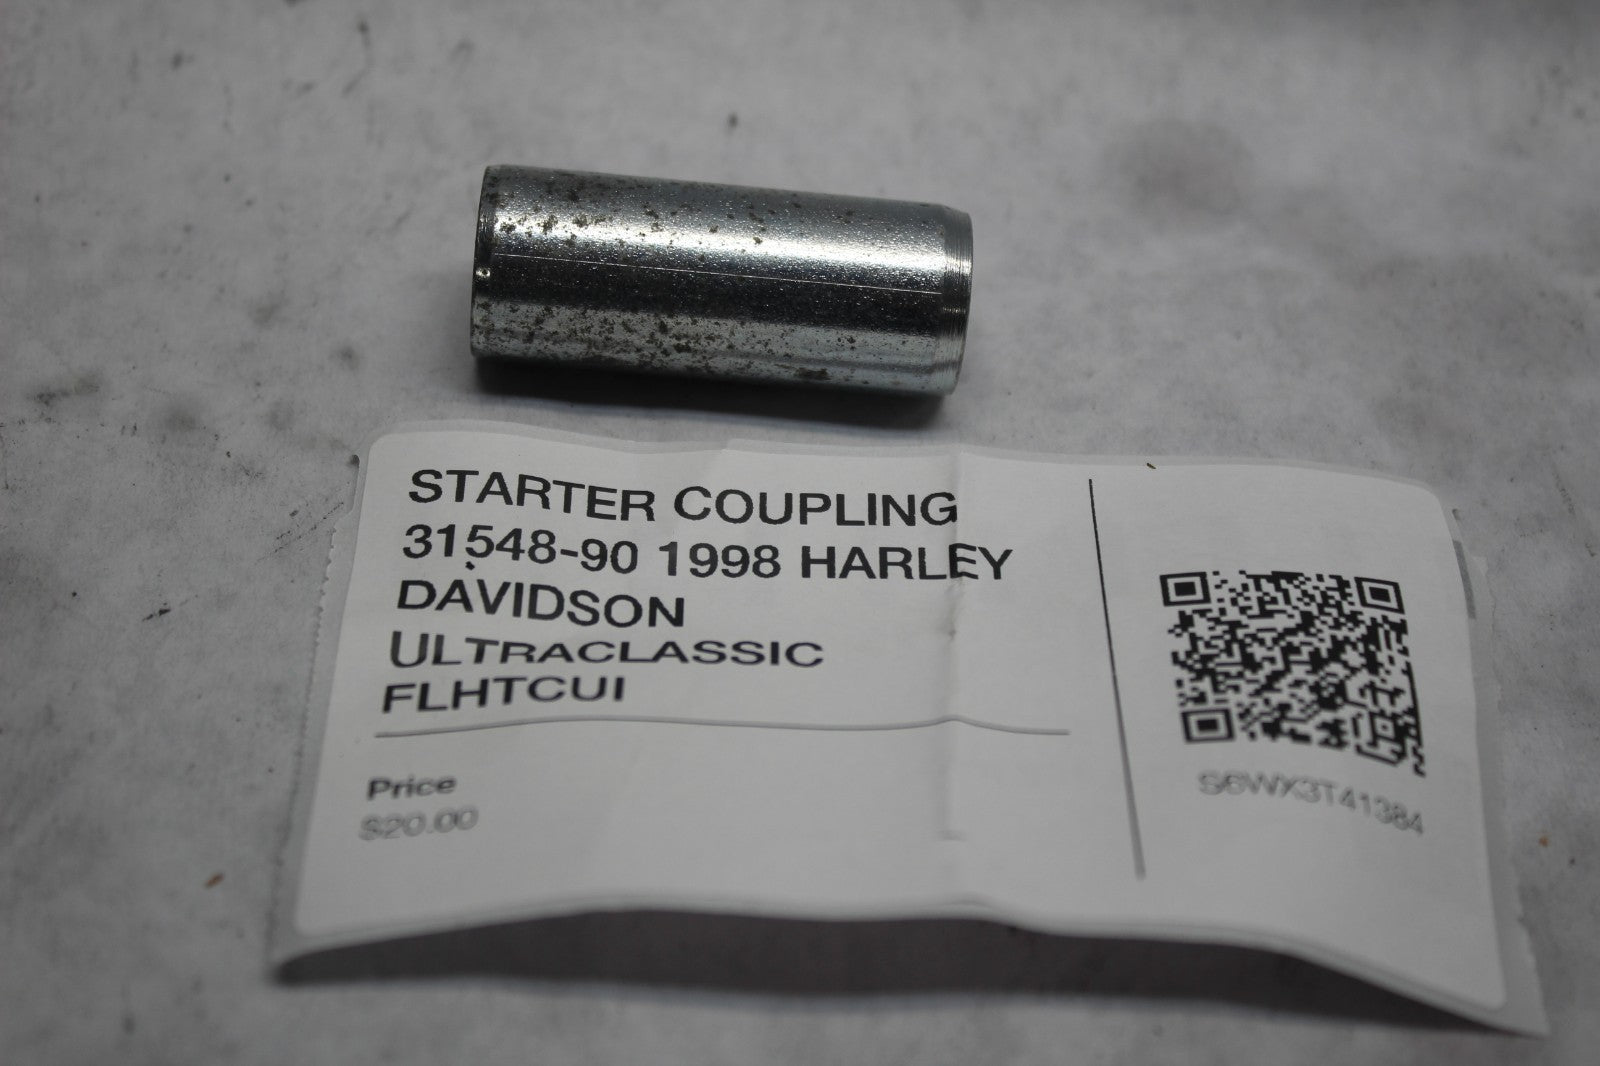 STARTER COUPLING
31548-90 1998 HARLEY
DAVIDSON
ULTRACLASSIC
FLHTCUI
Price
$20.00
S6WX3T41384